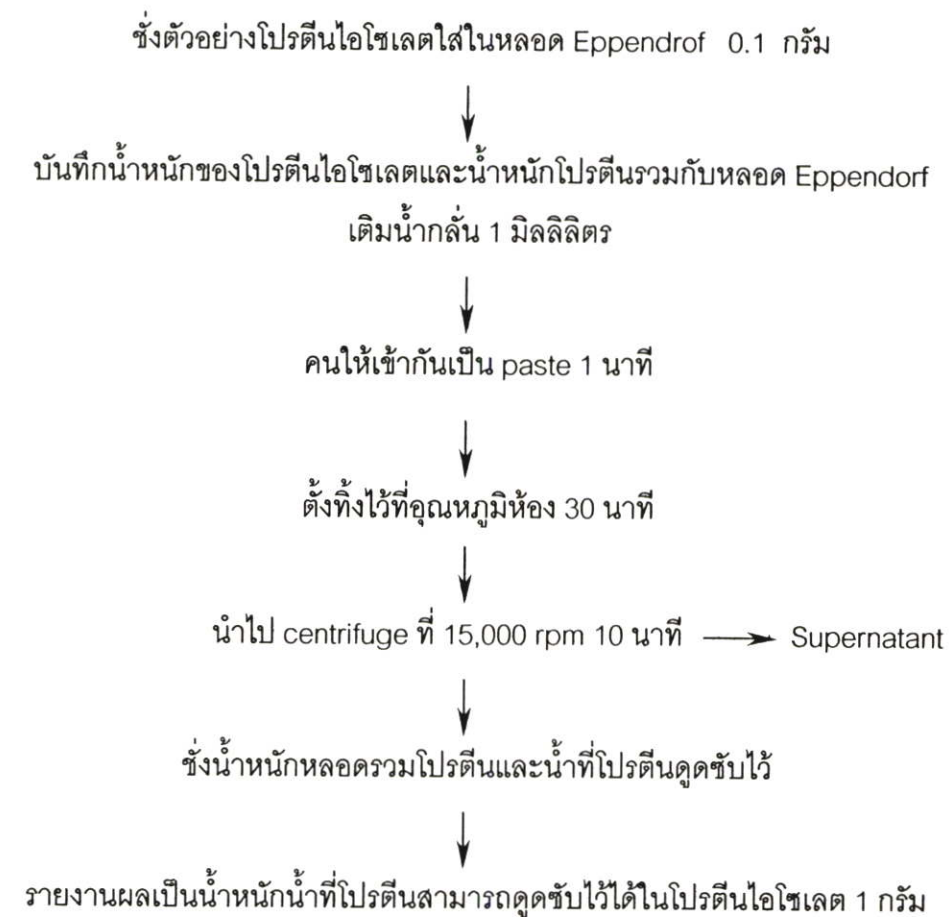 ชั่งตัวอย่างโปรตีนไอโซเลตใส่ในหลอด Eppendrof 0.1 กรัม
บันทึกน้ำหนักของโปรตีนไอโซเลตและน้ำหนักโปรตีนรวมกับหลอด Eppendorf
เติมน้ำกลั่น 1 มิลลิลิตร
คนให้เข้ากันเป็น paste 1 นาที
ตั้งทิ้งไว้ที่อุณหภูมิห้อง 30 นาที
นำไป centrifuge ที่ 15,000 rpm 10 นาที Supernatant
ชั่งน้ำหนักหลอดรวมโปรตีนและน้ำที่โปรตีนดูดซับไว้
รายงานผลเป็นน้ำหนักน้ำที่โปรตีนสามารถดูดซับไว้ได้ในโปรตีนไอโซเลต 1 กรัม